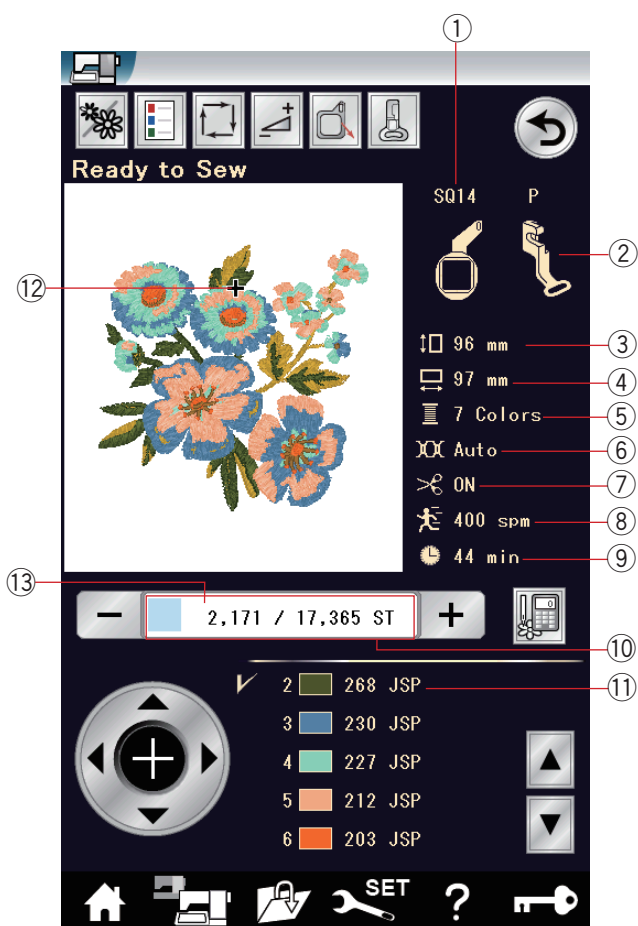 ①
Ready to Sew
SQ14 P
②
⑫
96 mm ③
97 mm ④
7 Colors ⑤
Auto ⑥
ON ⑦
400 spm ⑧
44 min ⑨
⑬
− 2,171 / 17,365 ST +
⑩
2 268 JSP ⑪
3 230 JSP
4 227 JSP
5 212 JSP
6 203 JSP
SET ?